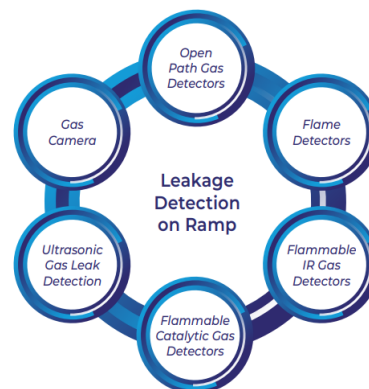 Open
Path Gas
Detectors
Gas
Camera
Flame
Detectors
Leakage
Detection
on Ramp
Ultrasonic
Gas Leak
Detection
Flammable
IR Gas
Detectors
Flammable
Catalytic Gas
Detectors